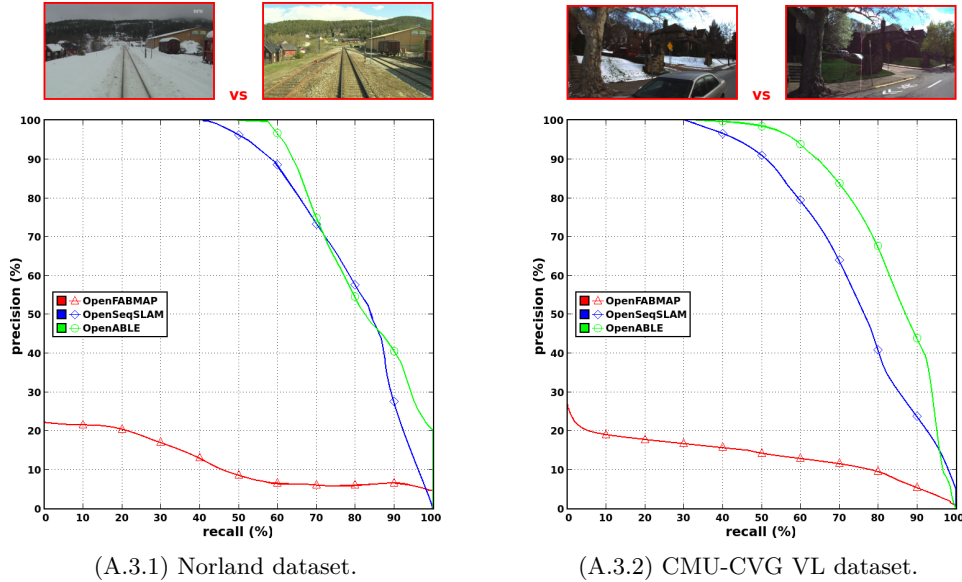 vs
vs
100
90
80
70
60
50
40
30
20
10
0
precision (%)
OpenFABMAP
OpenSeqSLAM
OpenABLE
0 10 20 30 40 50 60 70 80 90 100
recall (%)
(A.3.1) Norland dataset.
100
90
80
70
60
50
40
30
20
10
0
precision (%)
OpenFABMAP
OpenSeqSLAM
OpenABLE
0 10 20 30 40 50 60 70 80 90 100
recall (%)
(A.3.2) CMU-CVG VL dataset.